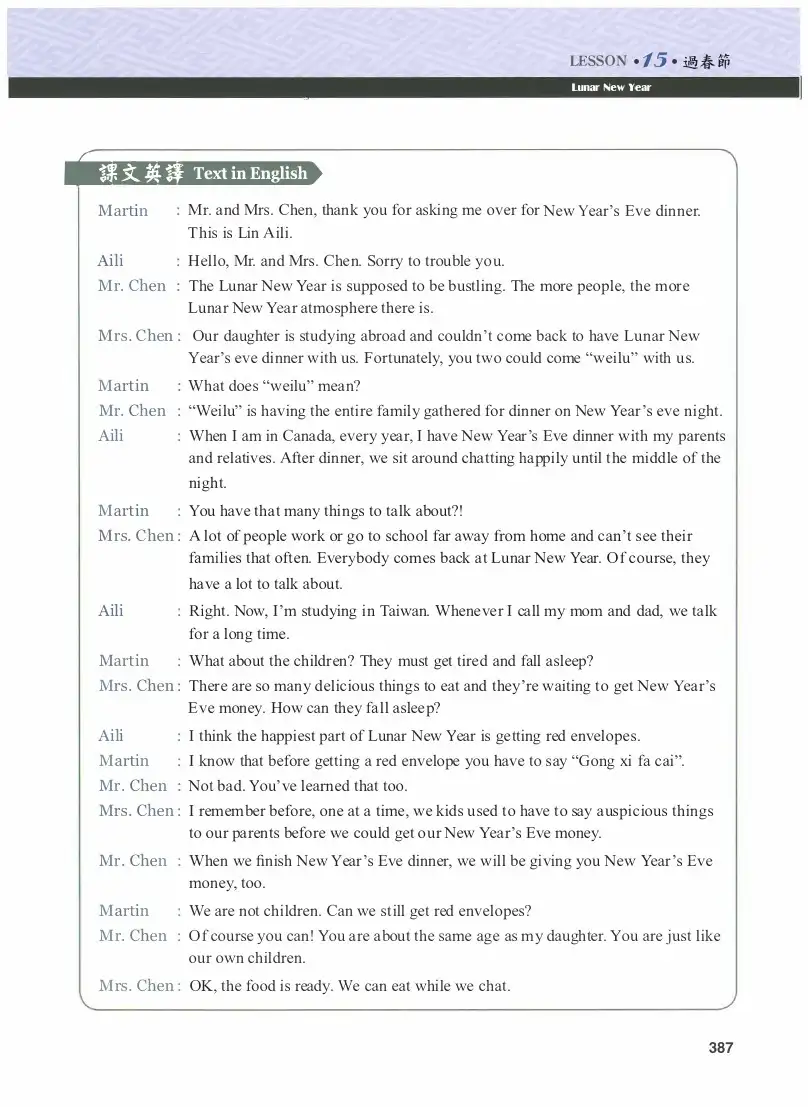 LESSON • 15 • 過春節
Lunar New Year
課文英譯 Text in English
Martin : Mr. and Mrs. Chen, thank you for asking me over for New Year’s Eve dinner.
This is Lin Aili.
Aili : Hello, Mr. and Mrs. Chen. Sorry to trouble you.
Mr. Chen : The Lunar New Year is supposed to be bustling. The more people, the more
Lunar New Year atmosphere there is.
Mrs. Chen : Our daughter is studying abroad and couldn’t come back to have Lunar New
Year’s eve dinner with us. Fortunately, you two could come “weilu” with us.
Martin : What does “weilu” mean?
Mr. Chen : “Weilu” is having the entire family gathered for dinner on New Year’s eve night.
Aili : When I am in Canada, every year, I have New Year’s Eve dinner with my parents
and relatives. After dinner, we sit around chatting happily until the middle of the
night.
Martin : You have that many things to talk about?!
Mrs. Chen : A lot of people work or go to school far away from home and can’t see their
families that often. Everybody comes back at Lunar New Year. Of course, they
have a lot to talk about.
Aili : Right. Now, I’m studying in Taiwan. Whenever I call my mom and dad, we talk
for a long time.
Martin : What about the children? They must get tired and fall asleep?
Mrs. Chen : There are so many delicious things to eat and they’re waiting to get New Year’s
Eve money. How can they fall asleep?
Aili : I think the happiest part of Lunar New Year is getting red envelopes.
Martin : I know that before getting a red envelope you have to say “Gong xi fa cai”.
Mr. Chen : Not bad. You’ve learned that too.
Mrs. Chen : I remember before, one at a time, we kids used to have to say auspicious things
to our parents before we could get our New Year’s Eve money.
Mr. Chen : When we finish New Year’s Eve dinner, we will be giving you New Year’s Eve
money, too.
Martin : We are not children. Can we still get red envelopes?
Mr. Chen : Of course you can! You are about the same age as my daughter. You are just like
our own children.
Mrs. Chen : OK, the food is ready. We can eat while we chat.
387